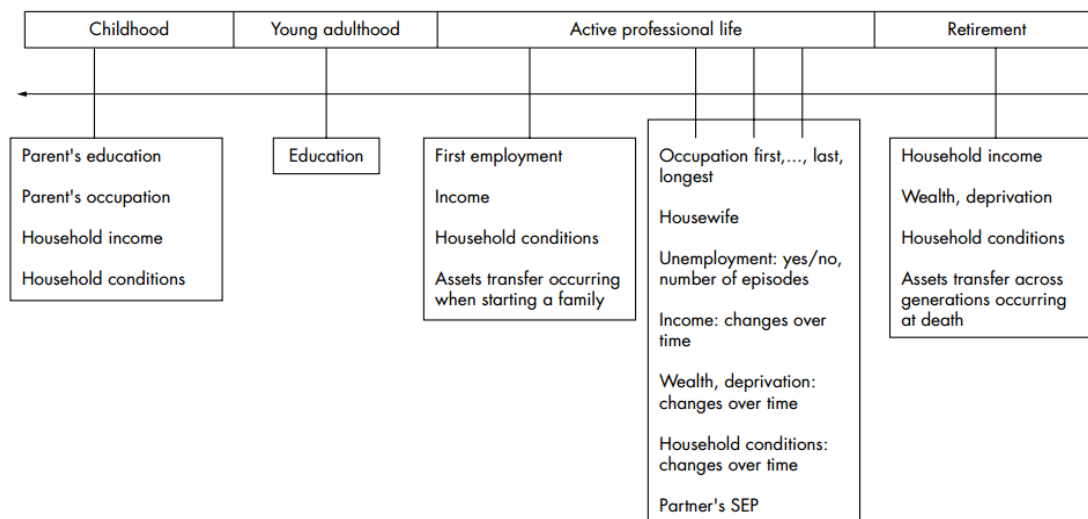 Childhood
Young adulthood
Active professional life
Retirement
Parent's education
Parent's occupation
Household income
Household conditions
Education
First employment
Income
Household conditions
Assets transfer occurring
when starting a family
Occupation first,..., last,
longest
Housewife
Unemployment: yes/no,
number of episodes
Income: changes over
time
Wealth, deprivation:
changes over time
Household conditions:
changes over time
Partner's SEP
Household income
Wealth, deprivation
Household conditions
Assets transfer across
generations occurring
at death